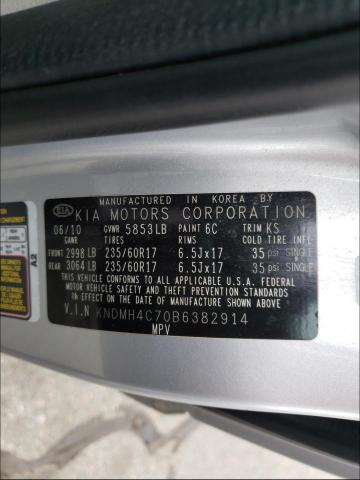 MANUFACTURED IN KOREA BY
KIA KIA MOTORS CORPORATION
06/10 GVWR 5853LB PAINT 6C TRIM KS
GAWR TIRES RIMS COLD TIRE INFL
FRONT 2998 LB 235/60R17 6.5Jx17 35 psi SINGLE
REAR 3064 LB 235/60R17 6.5Jx17 35 psi SINGLE
THIS VEHICLE CONFORMS TO ALL APPLICABLE U.S.A. FEDERAL
MOTOR VEHICLE SAFETY AND THEFT PREVENTION STANDARDS IN
EFFECT ON THE DATE OF MANUFACTURE SHOWN ABOVE.
V.I.N KNDMH4C70B6382914
MPV
A2